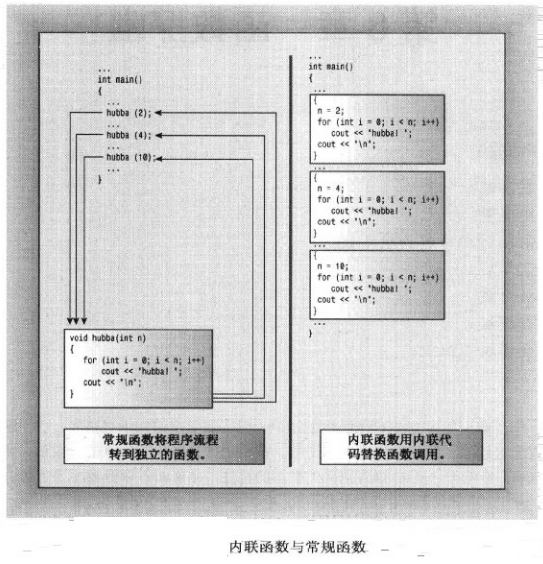 ...
int main()
{
...
hubba (2);
...
hubba (4);
...
hubba (10);
...
}
void hubba(int n)
{
for (int i = 0; i < n; i++)
cout << "hubba! ";
cout << "\n";
}
常规函数将程序流程
转到独立的函数。
...
int main()
{
...
{
n = 2;
for (int i = 0; i < n; i++)
cout << "hubba! ";
cout << "\n";
}
...
{
n = 4;
for (int i = 0; i < n; i++)
cout << "hubba! ";
cout << "\n";
}
...
{
n = 10;
for (int i = 0; i < n; i++)
cout << "hubba! ";
cout << "\n";
}
...
}
内联函数用内联代
码替换函数调用。
内联函数与常规函数